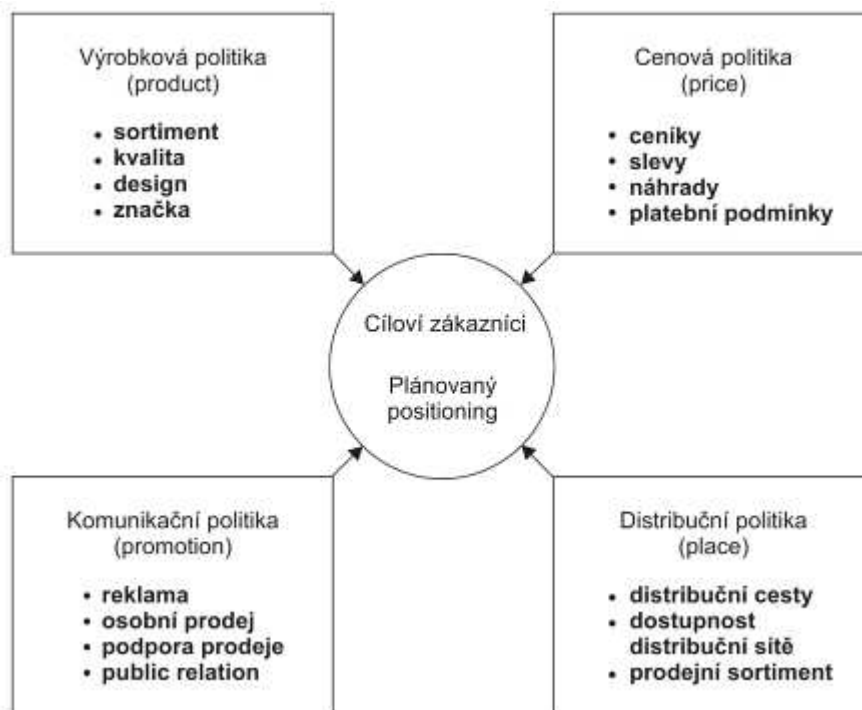 Výrobková politika
(product)
• sortiment
• kvalita
• design
• značka
Cenová politika
(price)
• ceníky
• slevy
• náhrady
• platební podmínky
Cíloví zákazníci
Plánovaný
positioning
Komunikační politika
(promotion)
• reklama
• osobní prodej
• podpora prodeje
• public relation
Distribuční politika
(place)
• distribuční cesty
• dostupnost
distribuční sítě
• prodejní sortiment